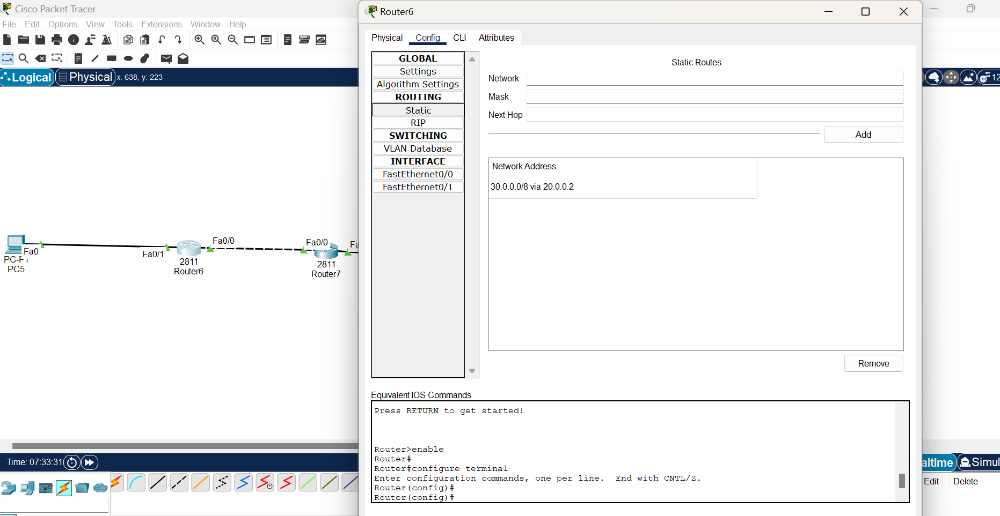 Cisco Packet Tracer
File Edit Options View Tools Extensions Window Help
Logical Physical x: 638, y: 223
Fa0
PC5
Fa0/1
Fa0/0
2811
Router6
Fa0/0
2811
Router7
Time: 07:33:31
Router6
Physical Config CLI Attributes
GLOBAL
Settings
Algorithm Settings
ROUTING
Static
RIP
SWITCHING
VLAN Database
INTERFACE
FastEthernet0/0
FastEthernet0/1
Static Routes
Network
Mask
Next Hop
Add
Network Address
30.0.0.0/8 via 20.0.0.2
Remove
Equivalent IOS Commands
Press RETURN to get started!
Router>enable
Router#
Router#configure terminal
Enter configuration commands, one per line. End with CNTL/Z.
Router(config)#
Router(config)#
12
altime Simul
Edit Delete